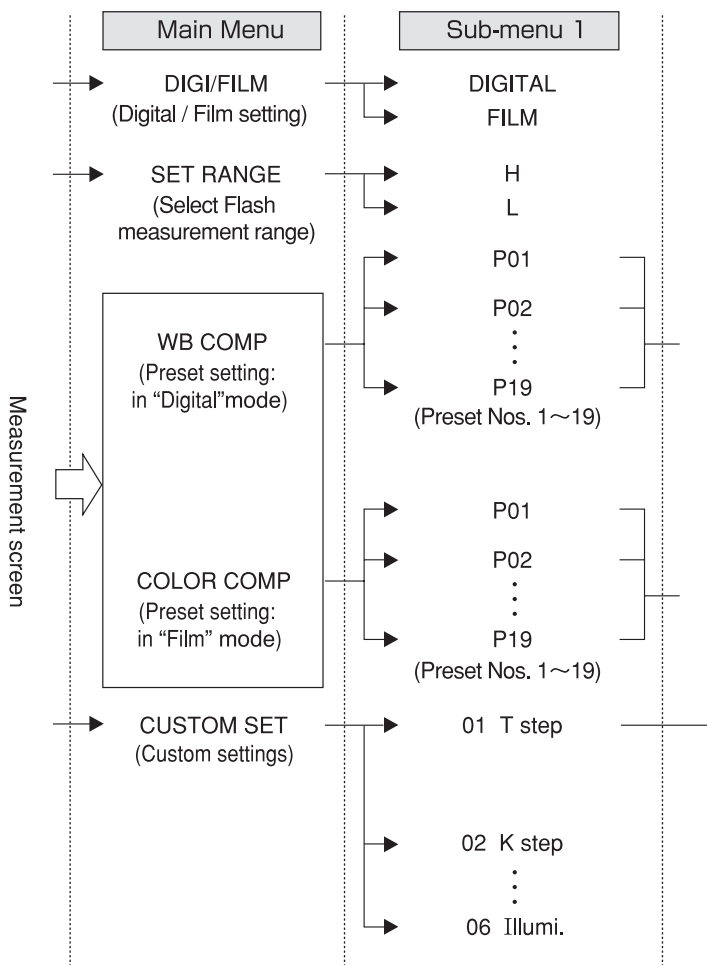 Main Menu
Sub-menu 1
DIGI/FILM
(Digital / Film setting)
DIGITAL
FILM
SET RANGE
(Select Flash
measurement range)
H
L
WB COMP
(Preset setting:
in “Digital”mode)
P01
P02
P19
(Preset Nos. 1～19)
Measurement screen
COLOR COMP
(Preset setting:
in “Film” mode)
P01
P02
P19
(Preset Nos. 1～19)
CUSTOM SET
(Custom settings)
01 T step
02 K step
06 Illumi.